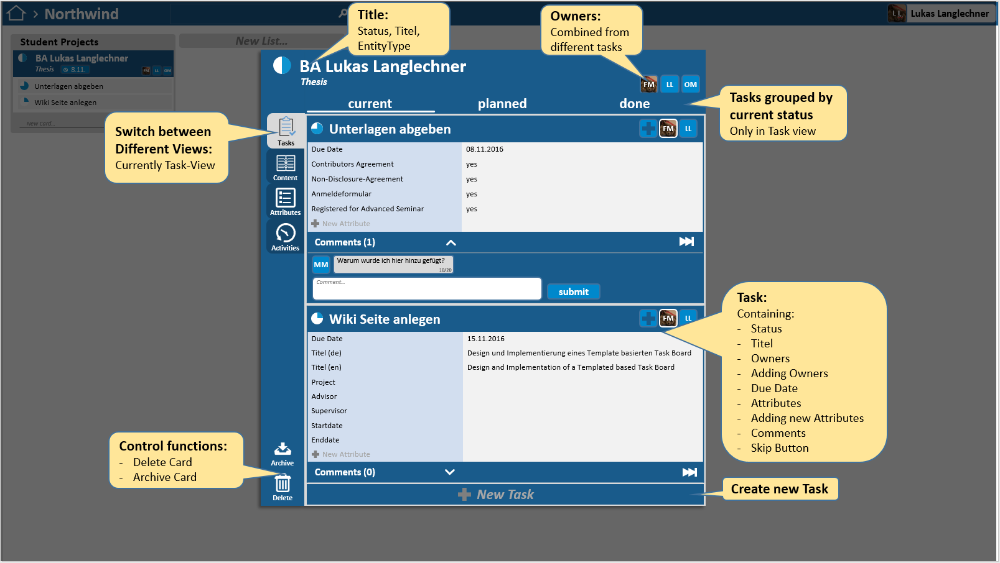 Northwind
LL
Lukas Langlechner
Student Projects
New List...
BA Lukas Langlechner
Thesis
8.11.
FM
LL
OM
Unterlagen abgeben
Wiki Seite anlegen
New Card...
Title:
Status, Titel,
EntityType
Owners:
Combined from
different tasks
BA Lukas Langlechner
Thesis
FM
LL
OM
current
planned
done
Tasks grouped by
current status
Only in Task view
Switch between
Different Views:
Currently Task-View
Tasks
Content
Attributes
Activities
Unterlagen abgeben
FM
LL
Due Date 08.11.2016
Contributors Agreement yes
Non-Disclosure-Agreement yes
Anmeldeformular yes
Registered for Advanced Seminar yes
New Attribute
Comments (1)
MM
Warum wurde ich hier hinzu gefügt?
10/20
Comment...
submit
Wiki Seite anlegen
FM
LL
Due Date 15.11.2016
Titel (de) Design und Implementierung eines Template basierten Task Board
Titel (en) Design and Implementation of a Templated based Task Board
Project
Advisor
Supervisor
Startdate
Enddate
New Attribute
Comments (0)
New Task
Task:
Containing:
- Status
- Titel
- Owners
- Adding Owners
- Due Date
- Attributes
- Adding new Attributes
- Comments
- Skip Button
Control functions:
- Delete Card
- Archive Card
Archive
Delete
Create new Task